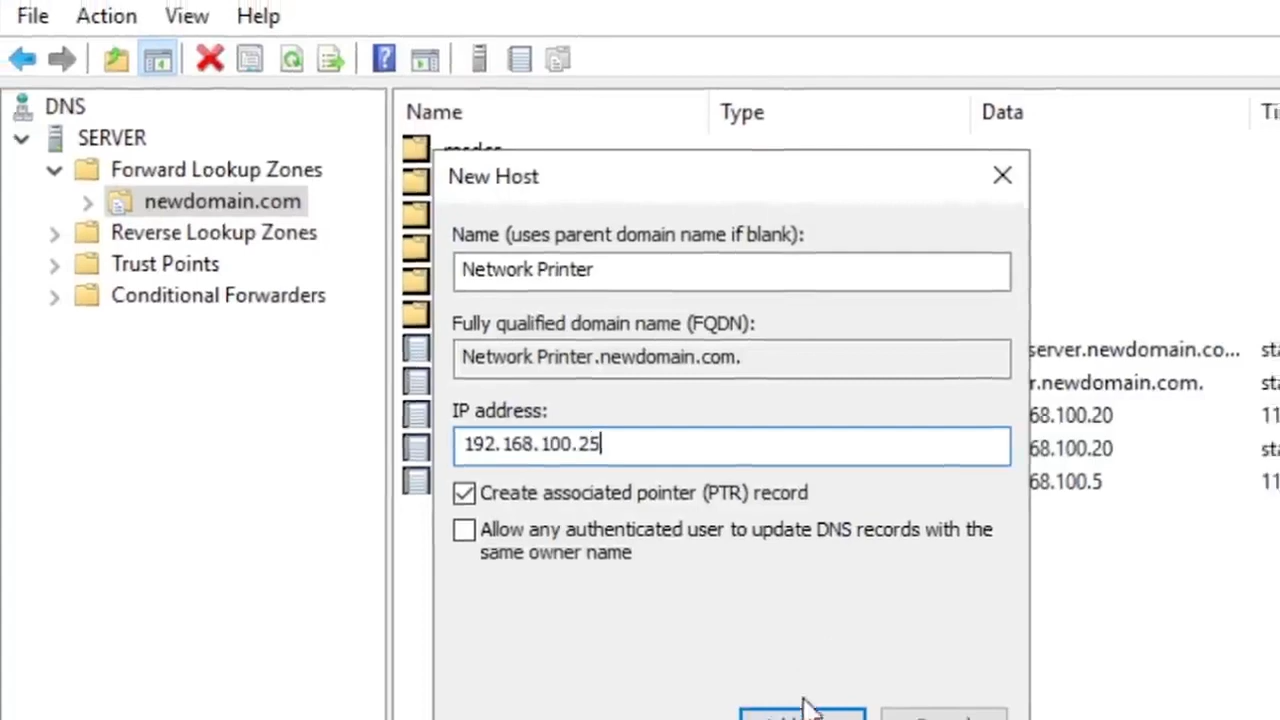 File Action View Help
DNS
SERVER
Forward Lookup Zones
newdomain.com
Reverse Lookup Zones
Trust Points
Conditional Forwarders
Name Type Data
New Host
Name (uses parent domain name if blank):
Network Printer
Fully qualified domain name (FQDN):
Network Printer.newdomain.com.
IP address:
192.168.100.25
Create associated pointer (PTR) record
Allow any authenticated user to update DNS records with the
same owner name
server.newdomain.co...
r.newdomain.com.
68.100.20
68.100.20
68.100.5